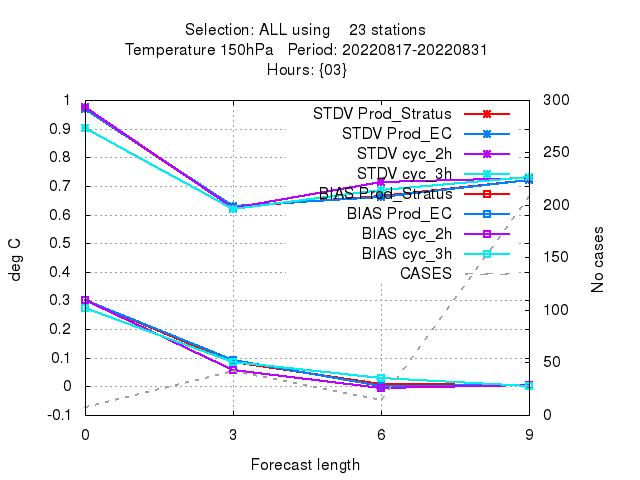 Selection: ALL using    23 stations
Temperature 150hPa   Period: 20220817-20220831
Hours: {03}
1
0.9
0.8
0.7
0.6
0.5
0.4
0.3
0.2
0.1
0
-0.1
deg C
STDV Prod_Stratus
STDV Prod_EC
STDV cyc_2h
STDV cyc_3h
BIAS Prod_Stratus
BIAS Prod_EC
BIAS cyc_2h
BIAS cyc_3h
CASES
300
250
200
150
100
50
0
No cases
0 3 6 9
Forecast length